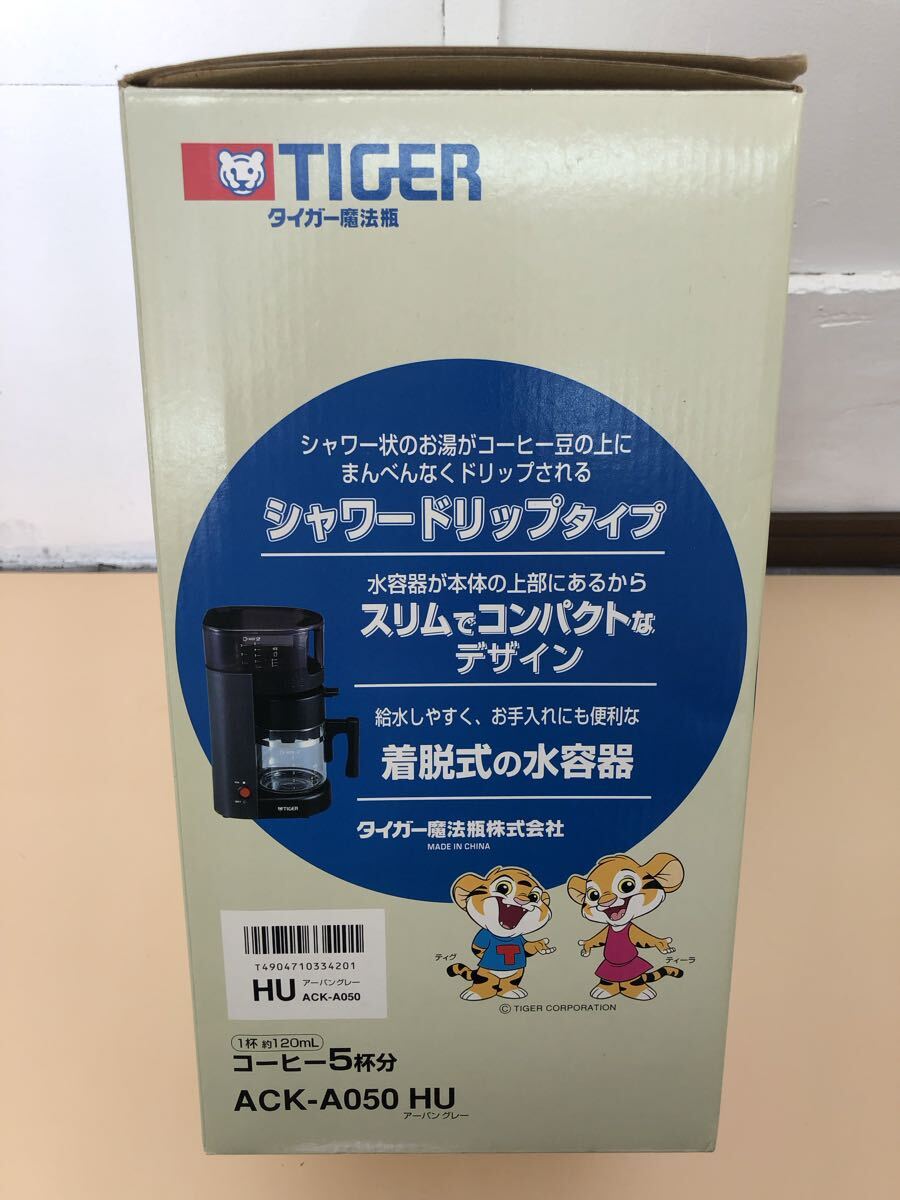 TIGER
タイガー魔法瓶
シャワー状のお湯がコーヒー豆の上に
まんべんなくドリップされる
シャワードリップタイプ
水容器が本体の上部にあるから
スリムでコンパクトな
デザイン
給水しやすく、お手入れにも便利な
着脱式の水容器
TIGER
タイガー魔法瓶株式会社
MADE IN CHINA
ティグ
T
ティーラ
© TIGER CORPORATION
T4904710334201
HU アーバングレー
ACK-A050
1杯 約120mL
コーヒー5杯分
ACK-A050 HU
アーバングレー